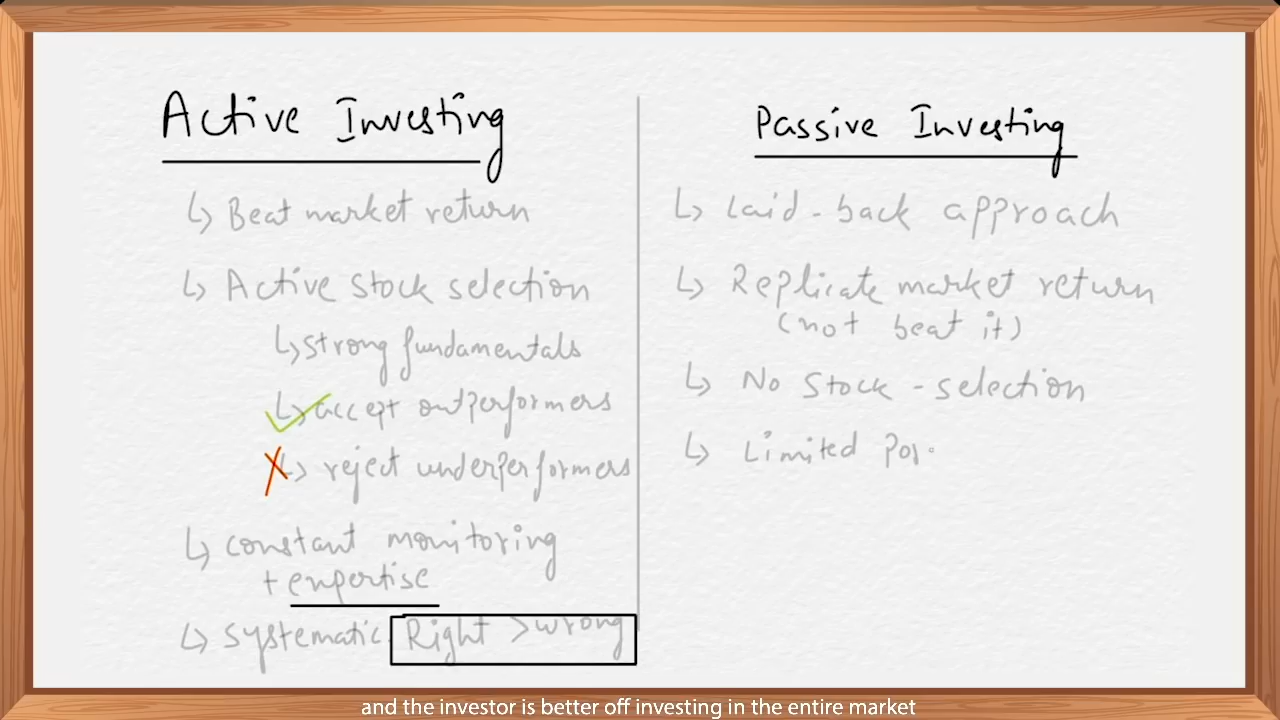 Active Investing
↳ Beat market return
↳ Active stock selection
↳ strong fundamentals
↳ accept outperformers
↳ reject underperformers
↳ constant monitoring
+ expertise
↳ systematic. Right > wrong
Passive Investing
↳ Laid-back approach
↳ Replicate market return
(not beat it)
↳ No Stock-selection
↳ Limited Por
and the investor is better off investing in the entire market